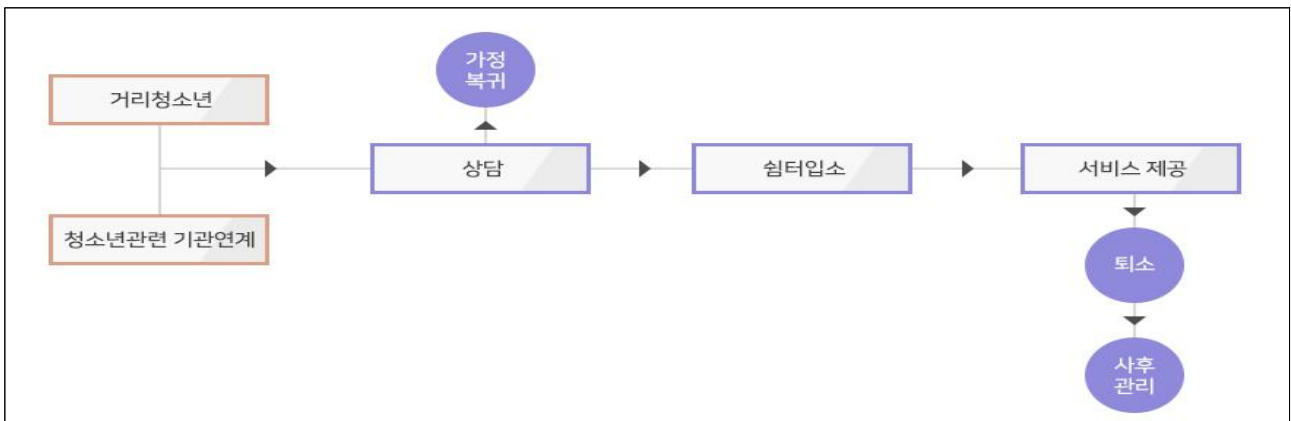 가정
복귀
거리청소년
상담
쉼터입소
서비스 제공
청소년관련 기관연계
퇴소
사후
관리